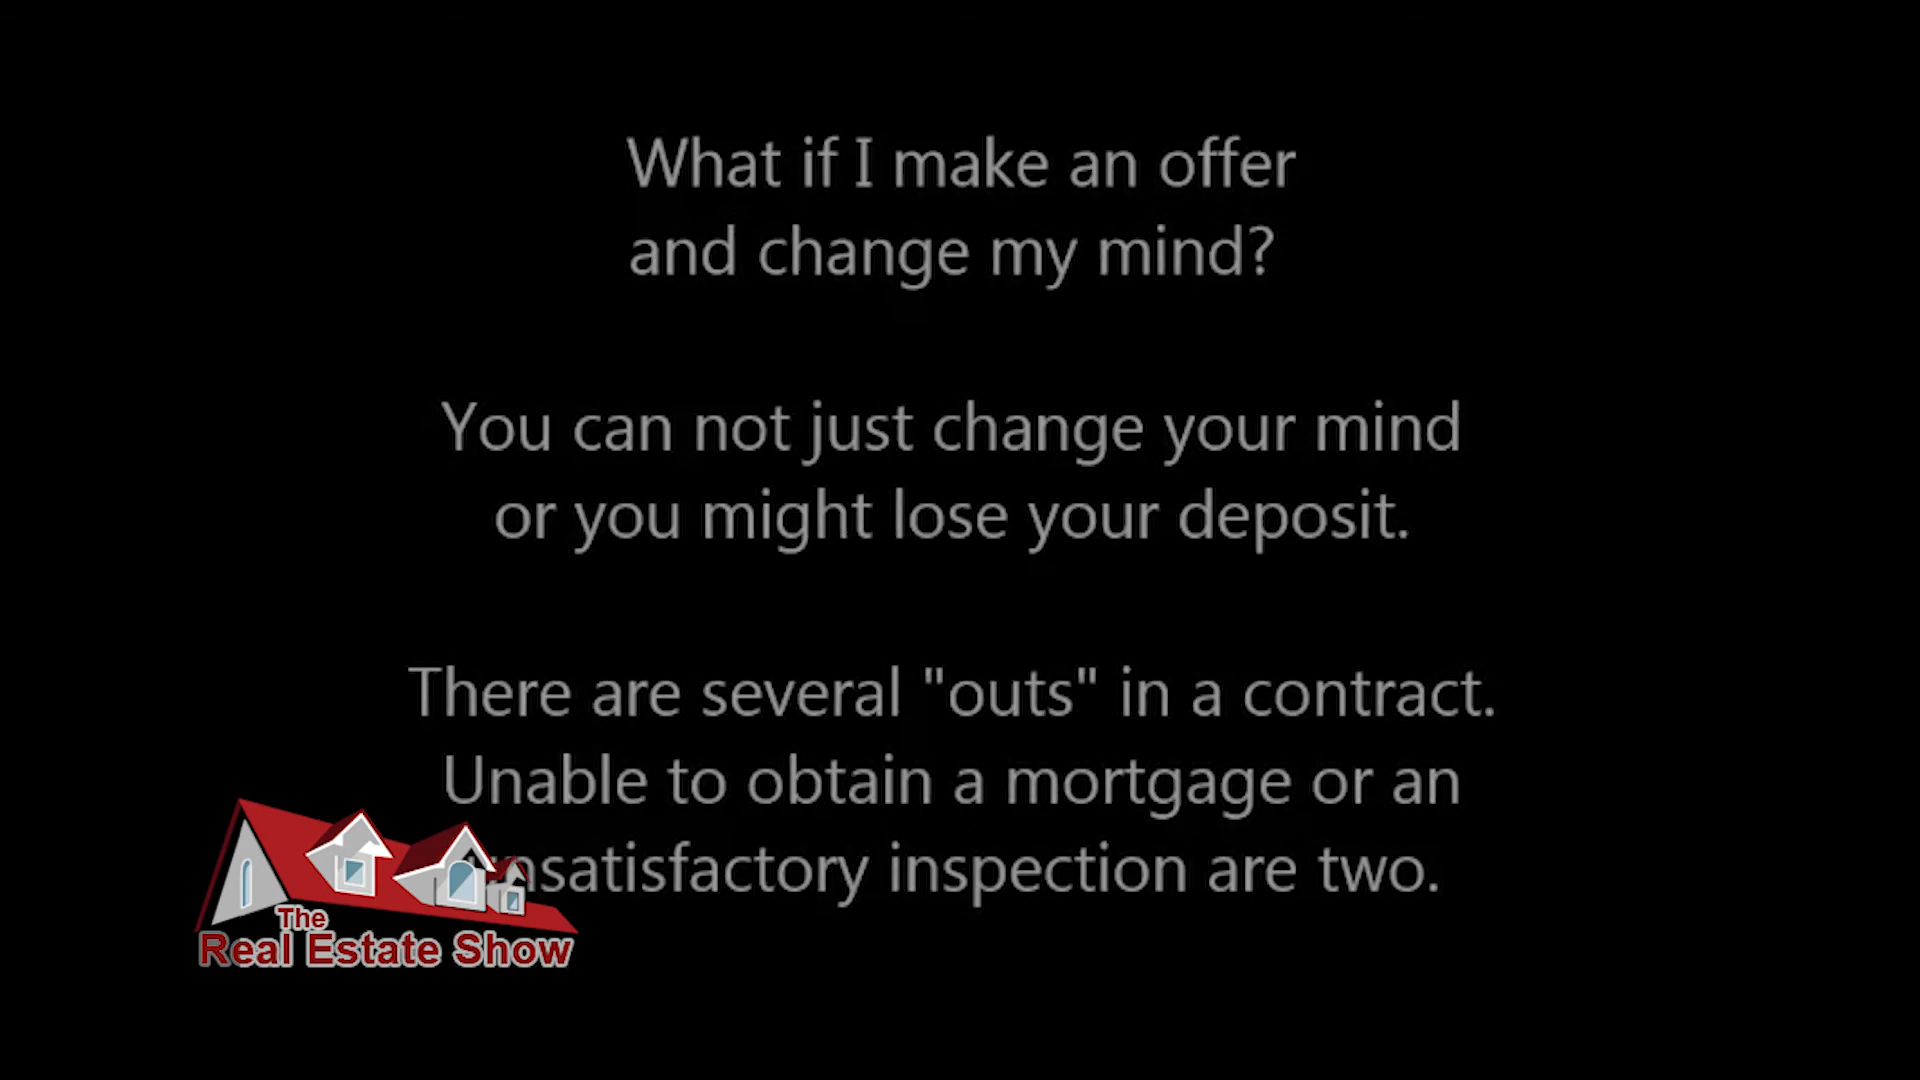 What if I make an offer
and change my mind?
You can not just change your mind
or you might lose your deposit.
There are several "outs" in a contract.
Unable to obtain a mortgage or an
unsatisfactory inspection are two.
The
Real Estate Show